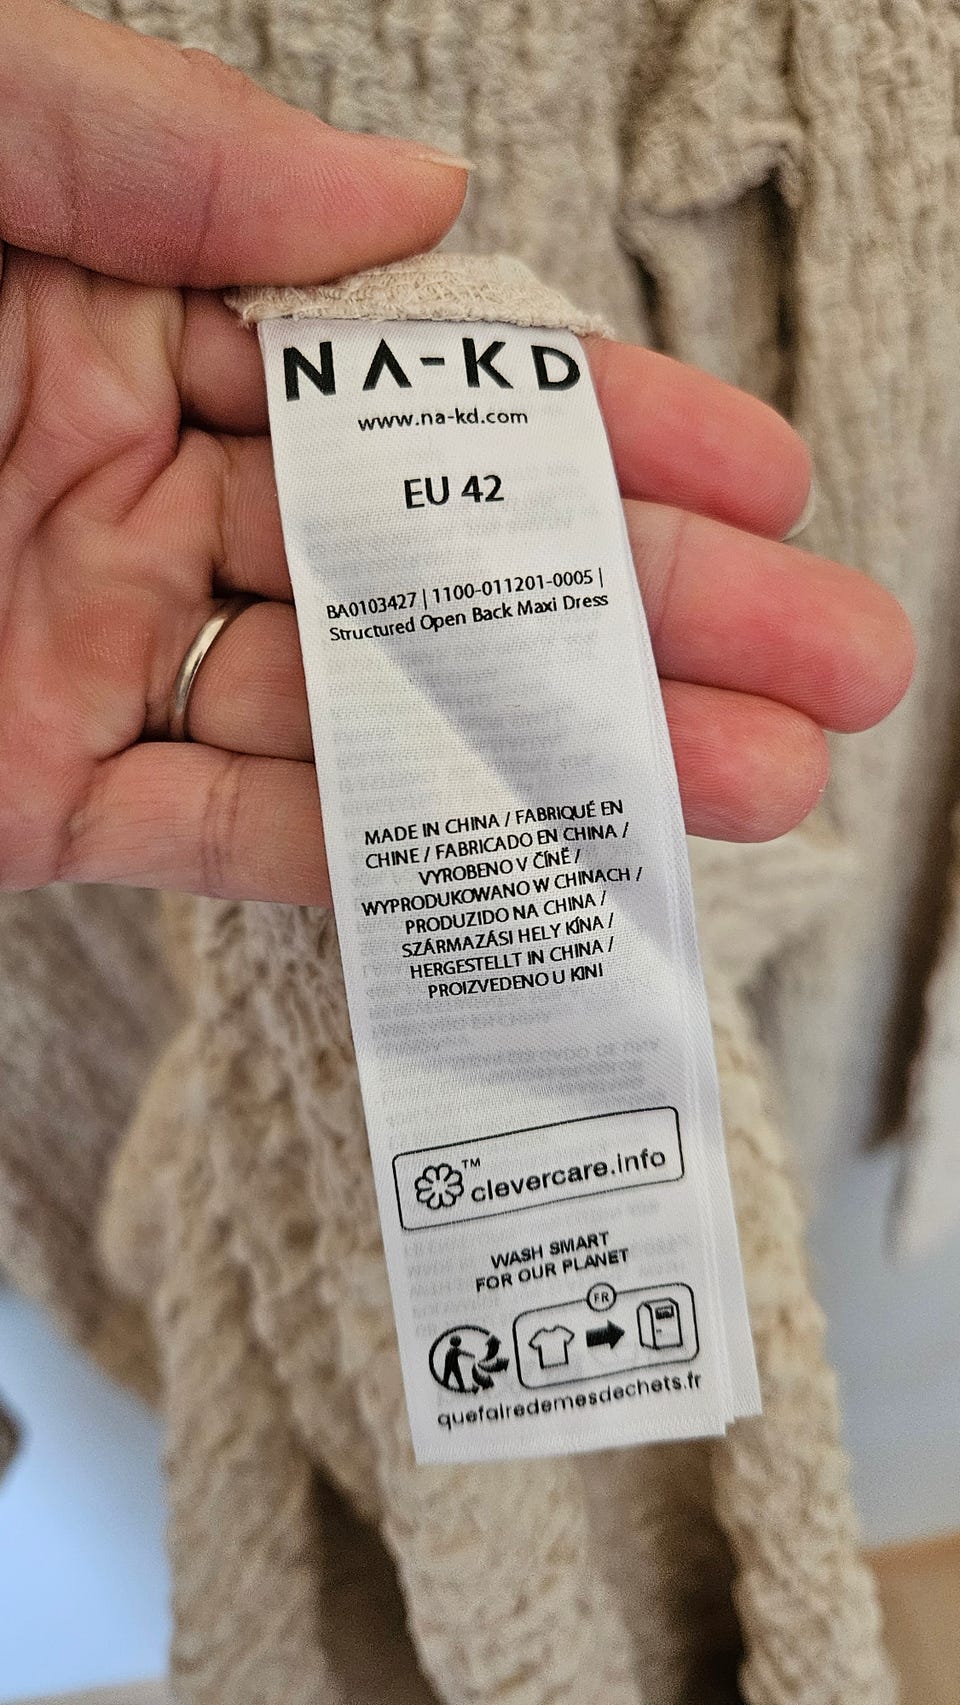 NA-KD
www.na-kd.com
EU 42
BA0103427 | 1100-011201-0005 |
Structured Open Back Maxi Dress
MADE IN CHINA / FABRIQUÉ EN
CHINE / FABRICADO EN CHINA /
VYROBENO V ČÍNĚ /
WYPRODUKOWANO W CHINACH /
PRODUZIDO NA CHINA /
SZÁRMAZÁSI HELY KÍNA /
HERGESTELLT IN CHINA /
PROIZVEDENO U KINI
TM
clevercare.info
WASH SMART
FOR OUR PLANET
FR
quefairedemesdechets.fr